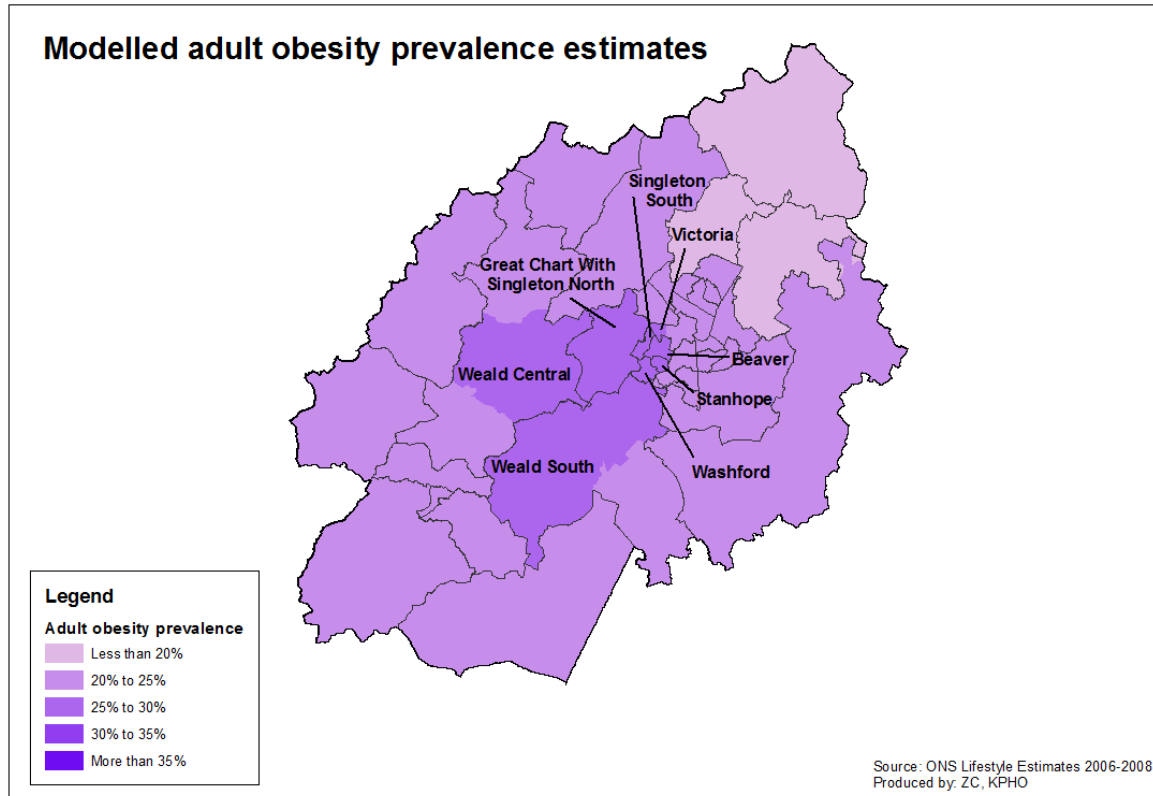 Modelled adult obesity prevalence estimates
Singleton
South
Victoria
Great Chart With
Singleton North
Beaver
Weald Central
Stanhope
Weald South
Washford
Legend
Adult obesity prevalence
Less than 20%
20% to 25%
25% to 30%
30% to 35%
More than 35%
Source: ONS Lifestyle Estimates 2006-2008
Produced by: ZC, KPHO